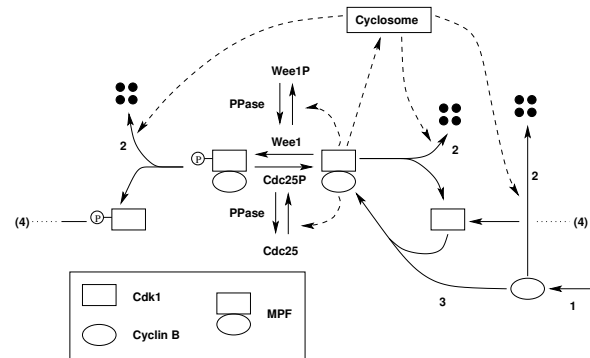 Cyclosome
Wee1P
PPase
2
Wee1
2
2
P
Cdc25P
PPase
(4)
P
(4)
Cdc25
3
1
Cdk1
MPF
Cyclin B